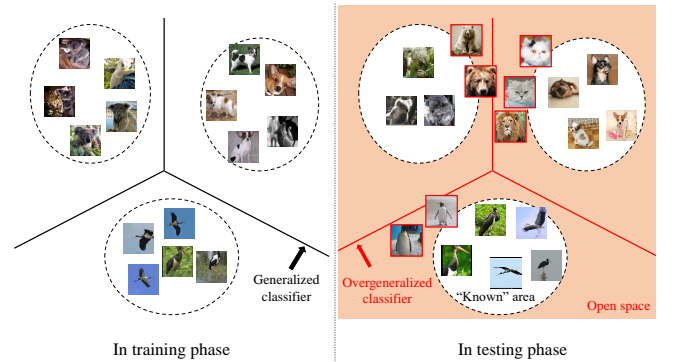 Generalized
classifier
Overgeneralized
classifier
“Known” area
Open space
In training phase
In testing phase